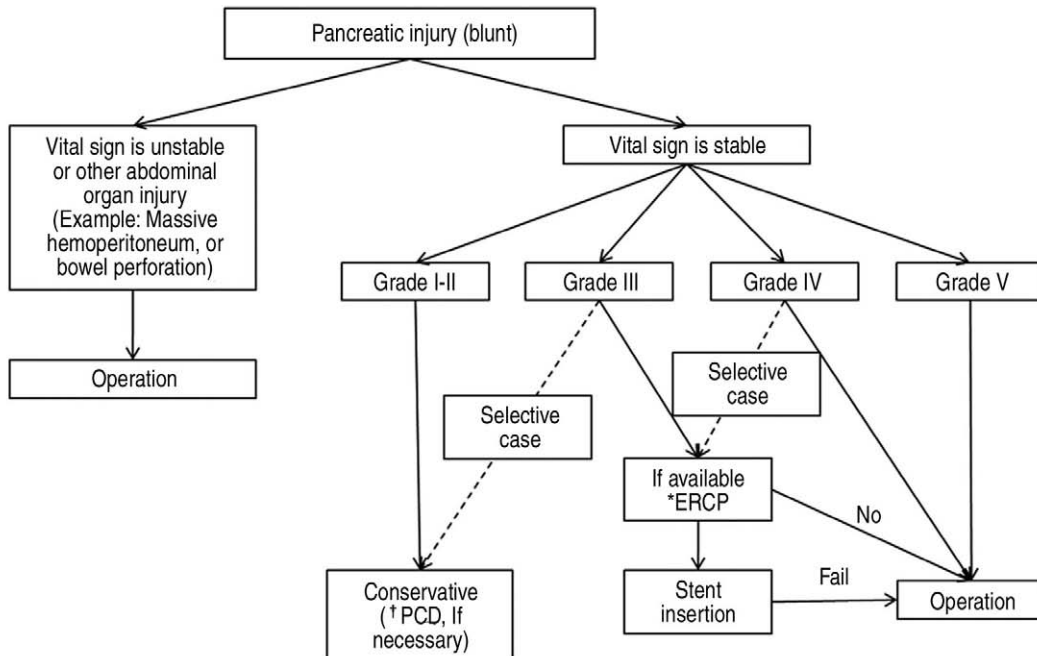 Pancreatic injury (blunt)
Vital sign is unstable
or other abdominal
organ injury
(Example: Massive
hemoperitoneum, or
bowel perforation)
Vital sign is stable
Grade I-II
Grade III
Grade IV
Grade V
Operation
Selective
case
Selective
case
If available
*ERCP
No
Conservative
(†PCD, If
necessary)
Stent
insertion
Fail
Operation